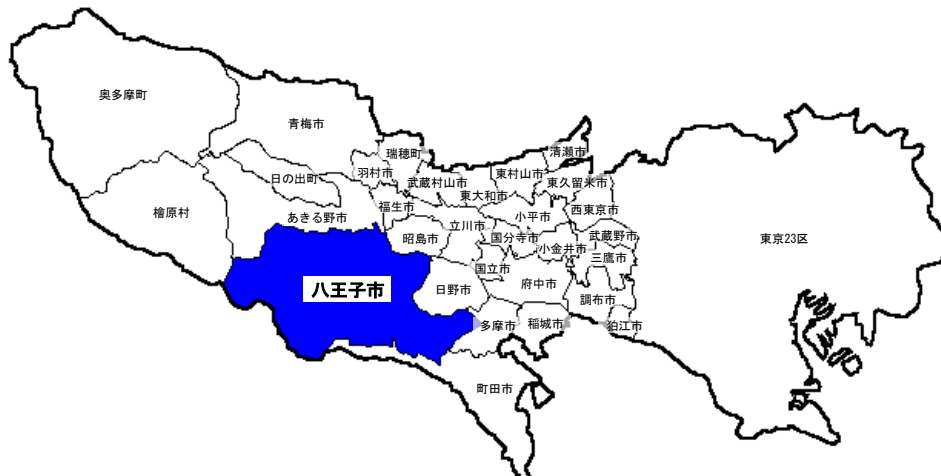 奥多摩町
青梅市
瑞穂町
清瀬市
羽村市
武蔵村山市
東村山市
東久留米市
日の出町
東大和市
福生市
檜原村
あきる野市
小平市
西東京市
立川市
昭島市
国分寺市
小金井市
武蔵野市
東京23区
三鷹市
国立市
八王子市
日野市
府中市
調布市
多摩市
稲城市
狛江市
町田市